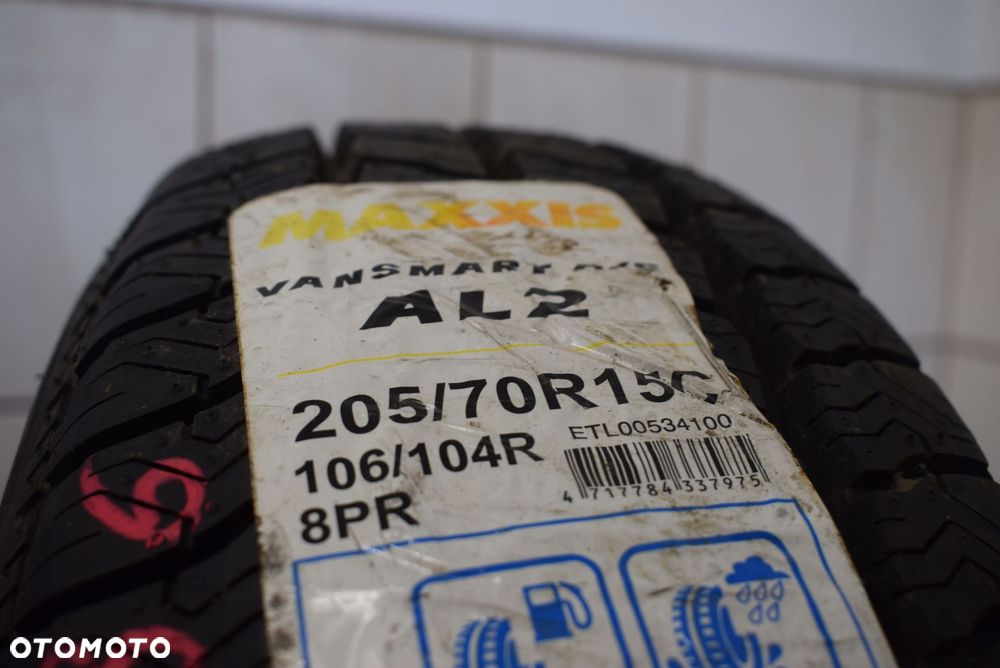 MAXXIS
VANSMART A/S
AL2
205/70R15C
106/104R
8PR
ETL00534100
4 717784 337975
OTOMOTO